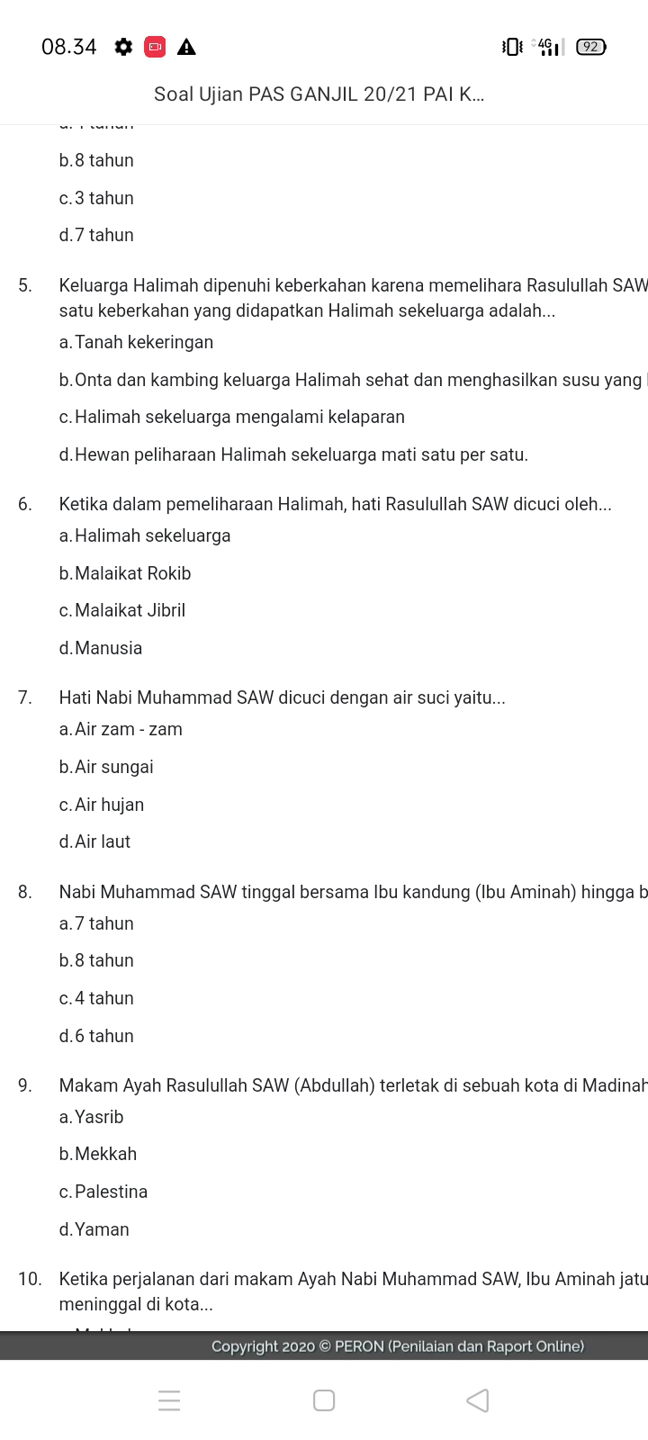 08.34
4G
92
Soal Ujian PAS GANJIL 20/21 PAI K...
b.8 tahun
c.3 tahun
d.7 tahun
5. Keluarga Halimah dipenuhi keberkahan karena memelihara Rasulullah SAW
satu keberkahan yang didapatkan Halimah sekeluarga adalah...
a.Tanah kekeringan
b.Onta dan kambing keluarga Halimah sehat dan menghasilkan susu yang
c.Halimah sekeluarga mengalami kelaparan
d.Hewan peliharaan Halimah sekeluarga mati satu per satu.
6. Ketika dalam pemeliharaan Halimah, hati Rasulullah SAW dicuci oleh...
a.Halimah sekeluarga
b.Malaikat Rokib
c.Malaikat Jibril
d.Manusia
7. Hati Nabi Muhammad SAW dicuci dengan air suci yaitu...
a.Air zam - zam
b.Air sungai
c.Air hujan
d.Air laut
8. Nabi Muhammad SAW tinggal bersama Ibu kandung (Ibu Aminah) hingga b
a.7 tahun
b.8 tahun
c.4 tahun
d.6 tahun
9. Makam Ayah Rasulullah SAW (Abdullah) terletak di sebuah kota di Madinah
a.Yasrib
b.Mekkah
c.Palestina
d.Yaman
10. Ketika perjalanan dari makam Ayah Nabi Muhammad SAW, Ibu Aminah jatu
meninggal di kota...
Copyright 2020 © PERON (Penilaian dan Raport Online)